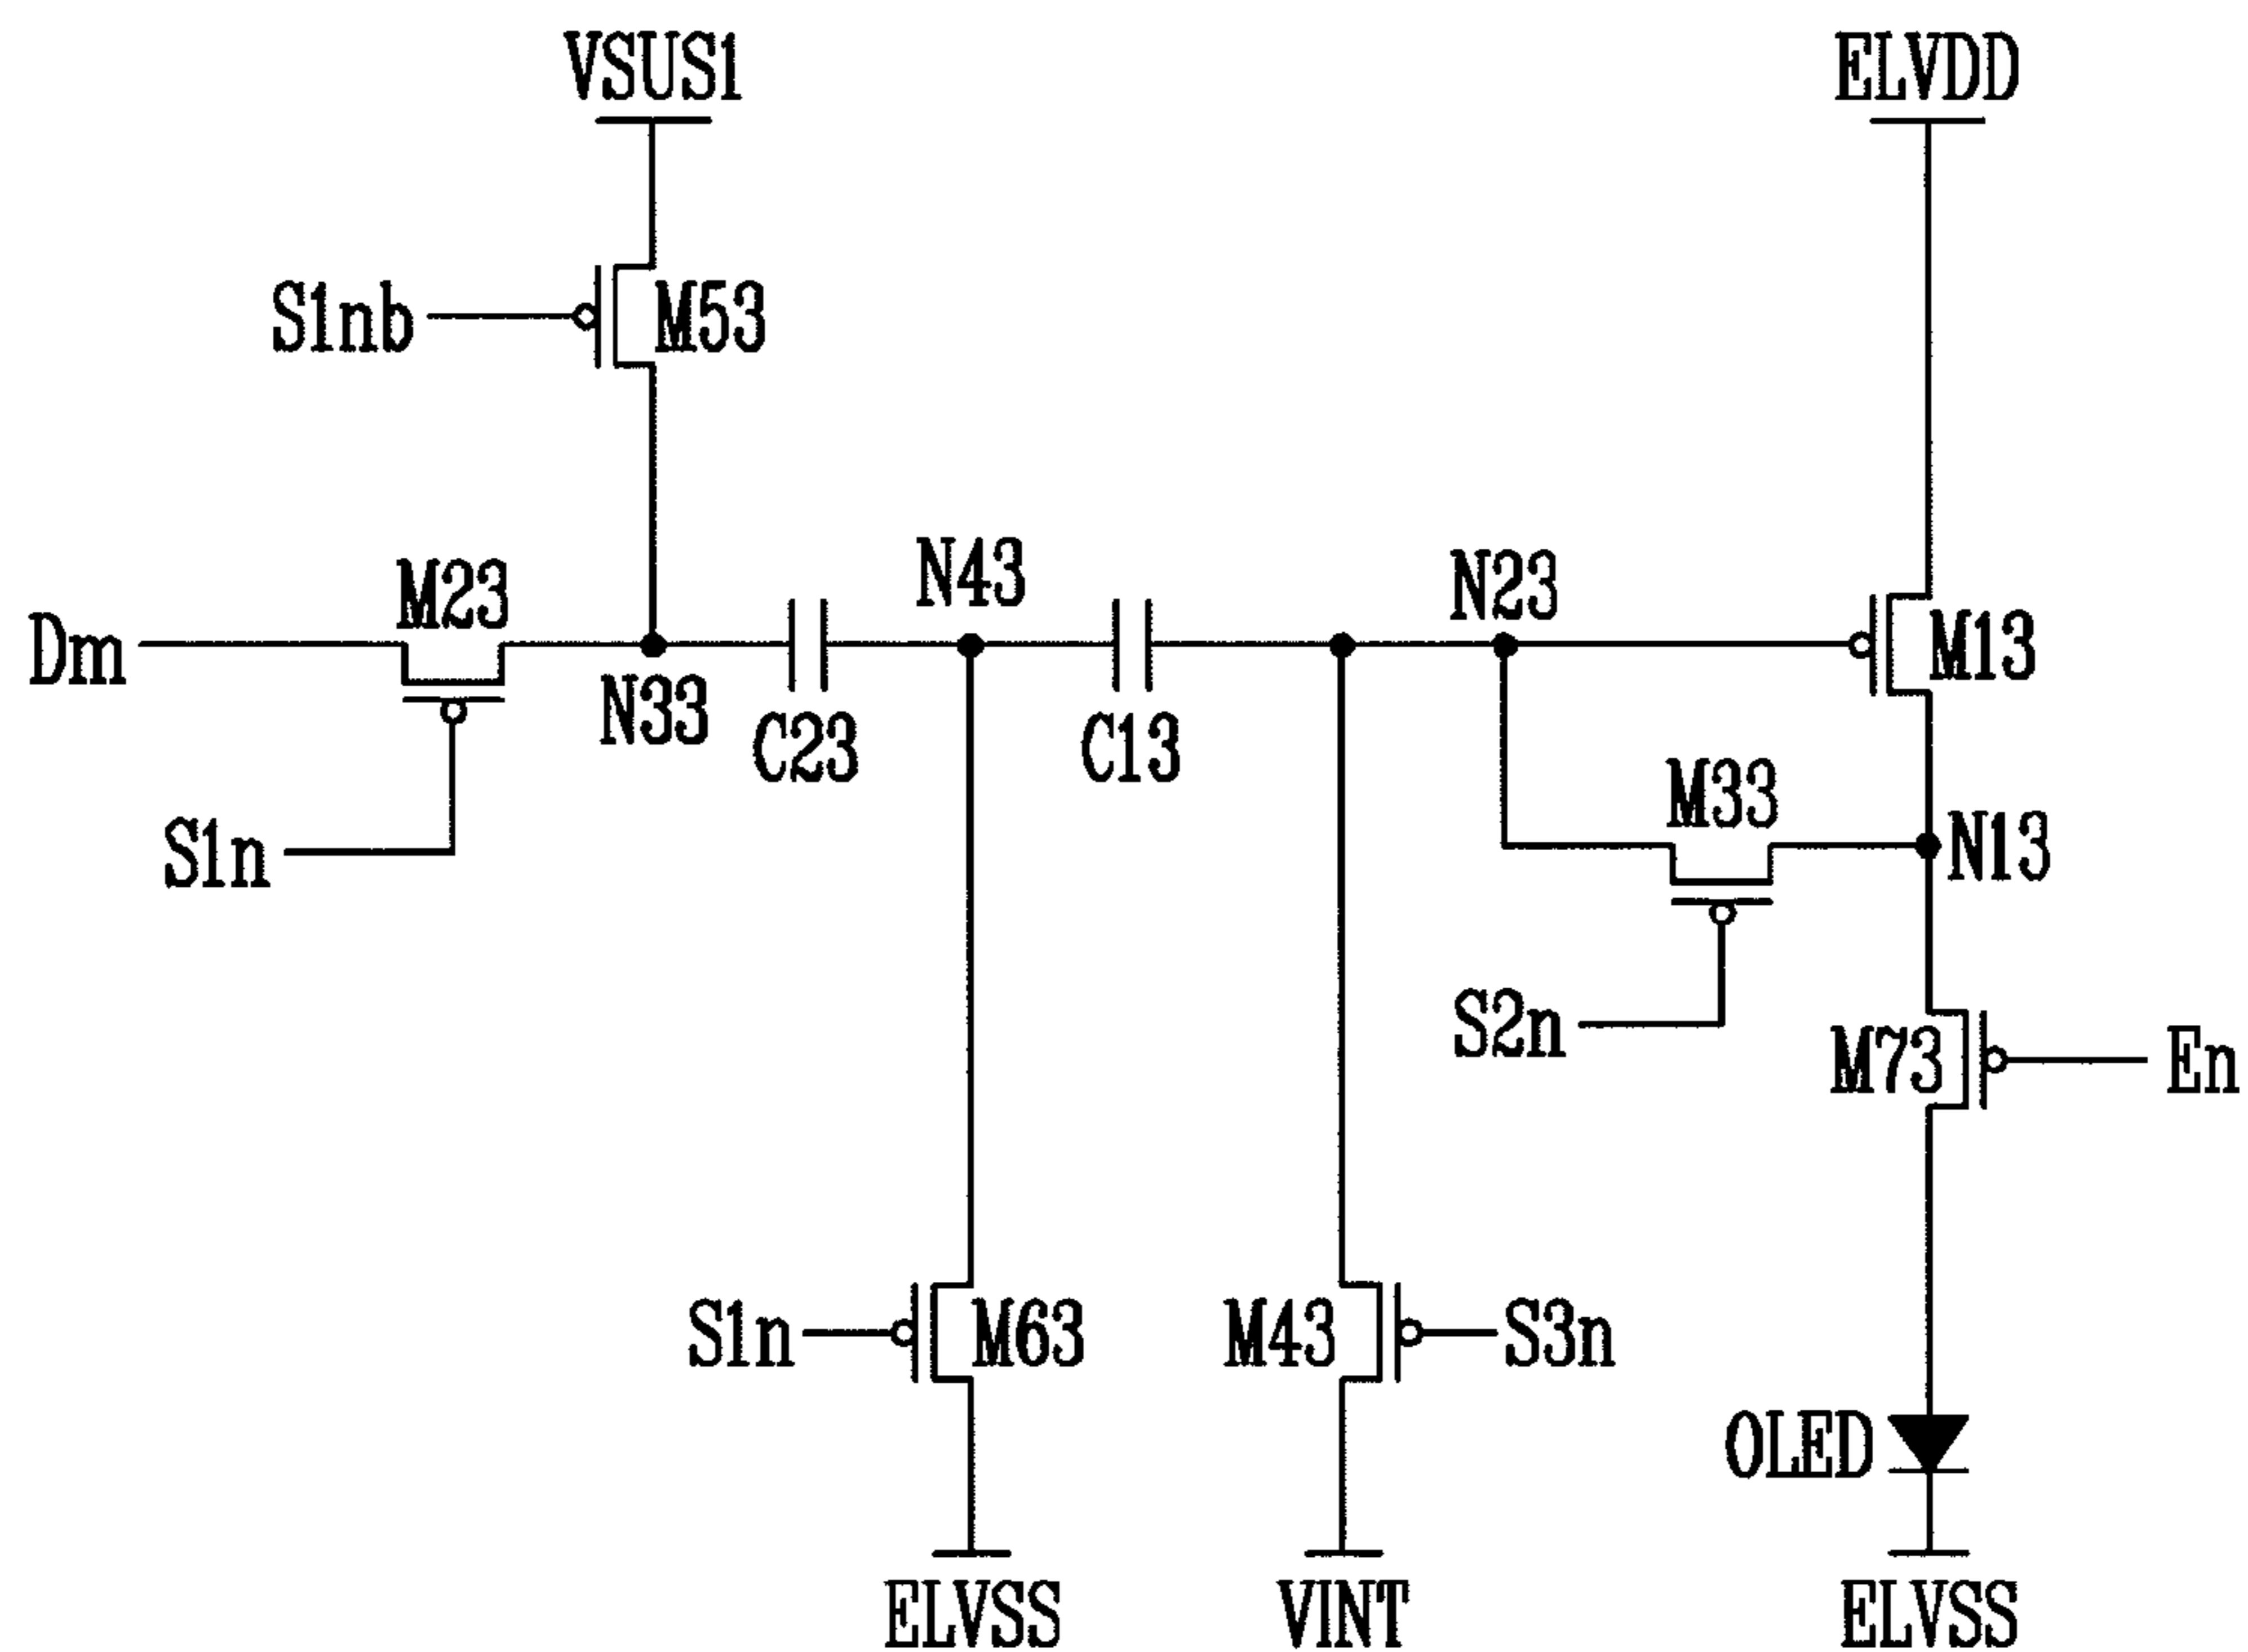 VSUS1
ELVDD
S1nb
M53
N43
N23
M23
Dm
M13
N33
C23
C13
M33
N13
S1n
S2n
M73
En
S1n
M63
M43
S3n
OLED
ELVSS
VINT
ELVSS